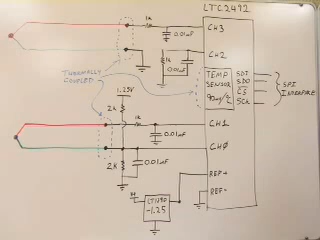 LTC2492
1K
CH3
0.01uF
CH2
1K
0.01uF
THERMALLY
COUPLED
1.25V
TEMP
SENSOR
SDI
SDO
CS
SCK
SPI
INTERFACE
2K
1K
CH1
0.01uF
CH0
2K
0.01uF
REF+
-1.25
REF-